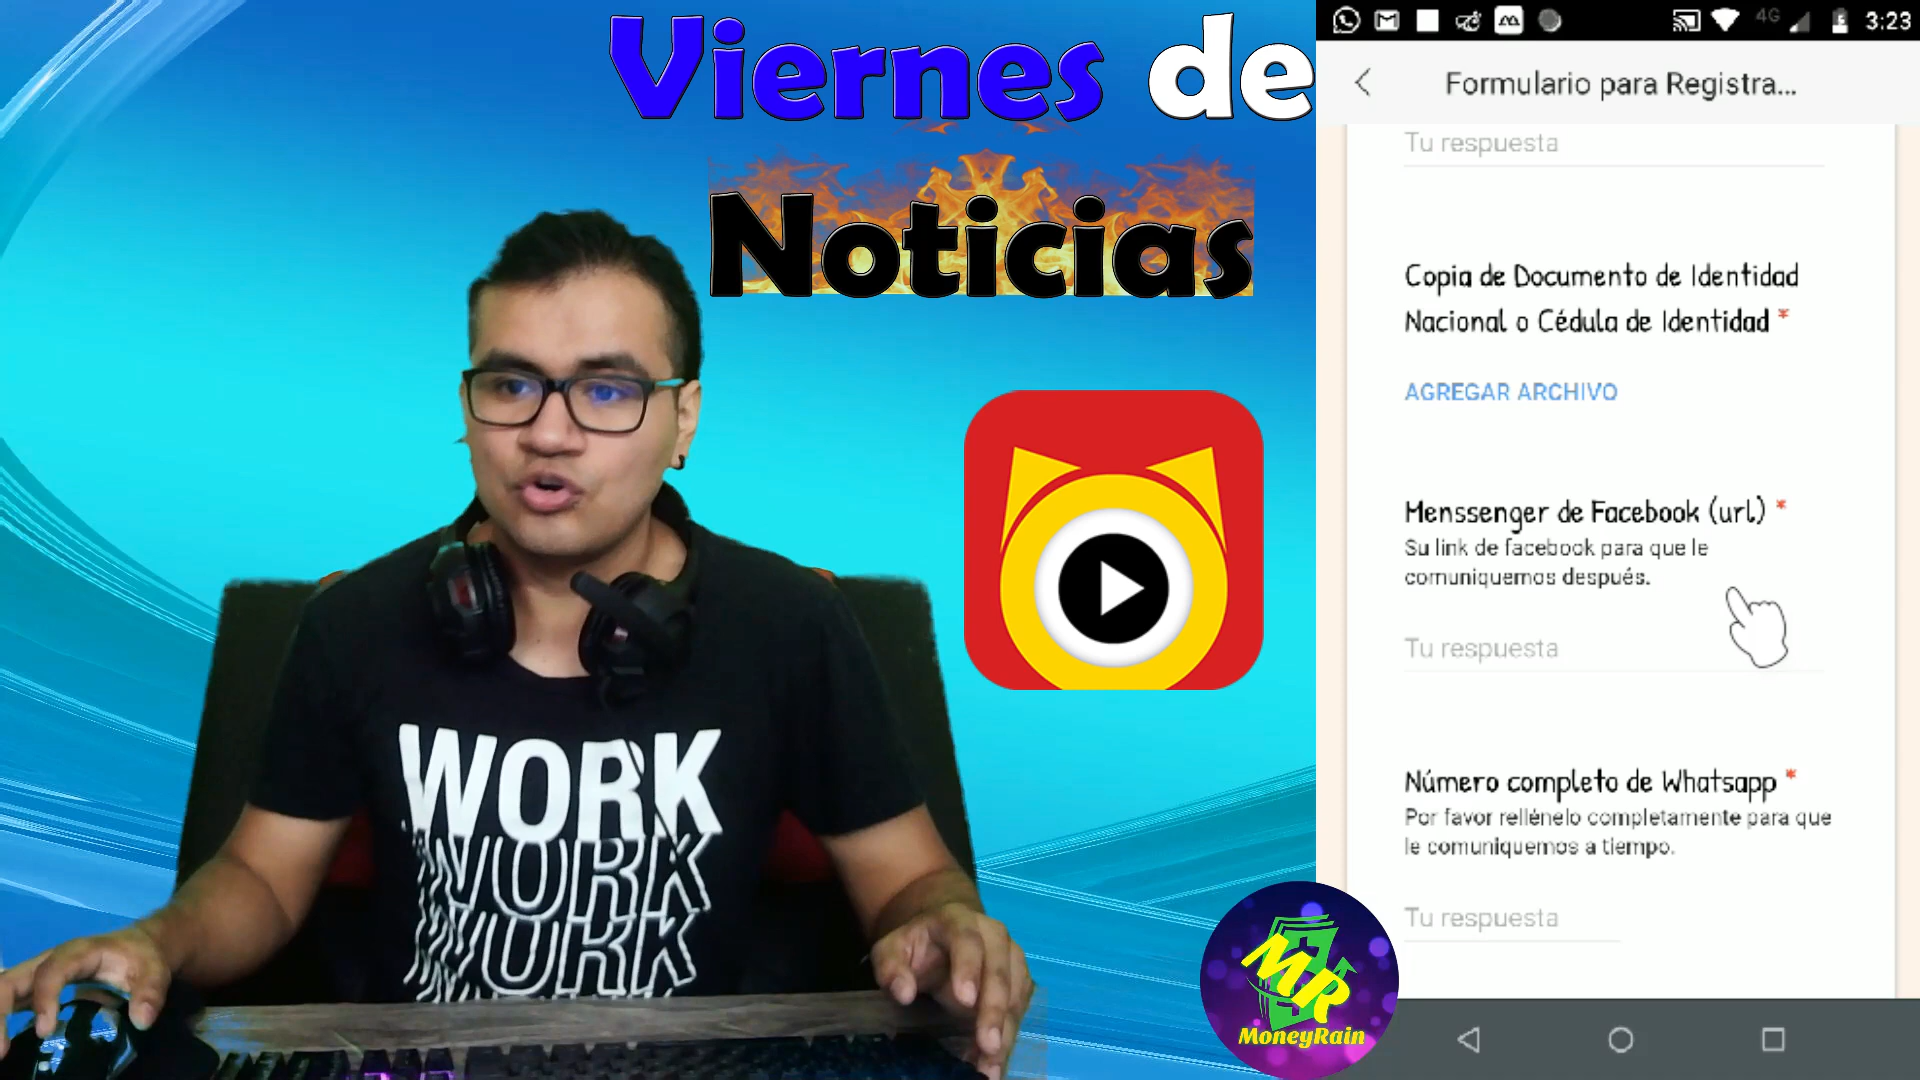 Viernes de
Noticias
WORK
WORK
WORK
MR
MoneyRain
3:23
4G
Formulario para Registra...
Tu respuesta
Copia de Documento de Identidad
Nacional o Cédula de Identidad *
AGREGAR ARCHIVO
Menssenger de Facebook (url) *
Su link de facebook para que le
comuniquemos después.
Tu respuesta
Número completo de Whatsapp *
Por favor rellénelo completamente para que
le comuniquemos a tiempo.
Tu respuesta